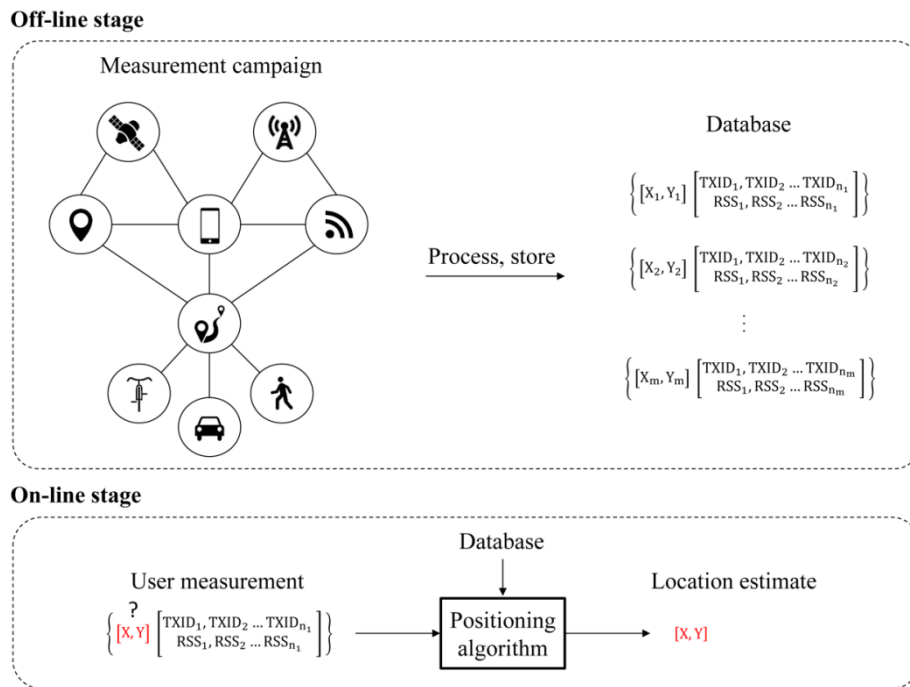 Off-line stage
Measurement campaign
Database
{[X₁, Y₁] [TXID₁, TXID₂ ... TXIDₙ₁
RSS₁, RSS₂ ... RSSₙ₁]}
Process, store
{[X₂, Y₂] [TXID₁, TXID₂ ... TXIDₙ₂
RSS₁, RSS₂ ... RSSₙ₂]}
⋮
{[Xₘ, Yₘ] [TXID₁, TXID₂ ... TXIDₙₘ
RSS₁, RSS₂ ... RSSₙₘ]}
On-line stage
Database
User measurement
Location estimate
?
{[X, Y] [TXID₁, TXID₂ ... TXIDₙ₁
RSS₁, RSS₂ ... RSSₙ₁]}
Positioning
algorithm
[X, Y]